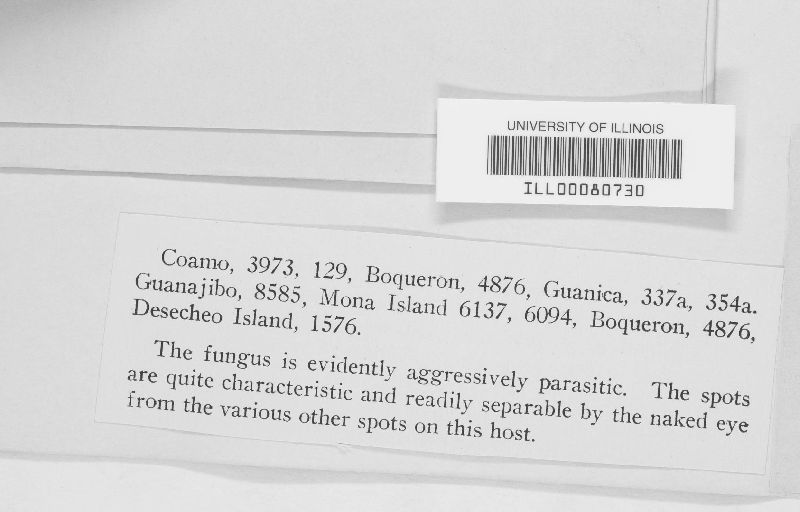 UNIVERSITY OF ILLINOIS
ILL00080730
Coamo, 3973, 129, Boqueron, 4876, Guanica, 337a, 354a.
Guanajibo, 8585, Mona Island 6137, 6094, Boqueron, 4876,
Desecheo Island, 1576.
The fungus is evidently aggressively parasitic. The spots
are quite characteristic and readily separable by the naked eye
from the various other spots on this host.